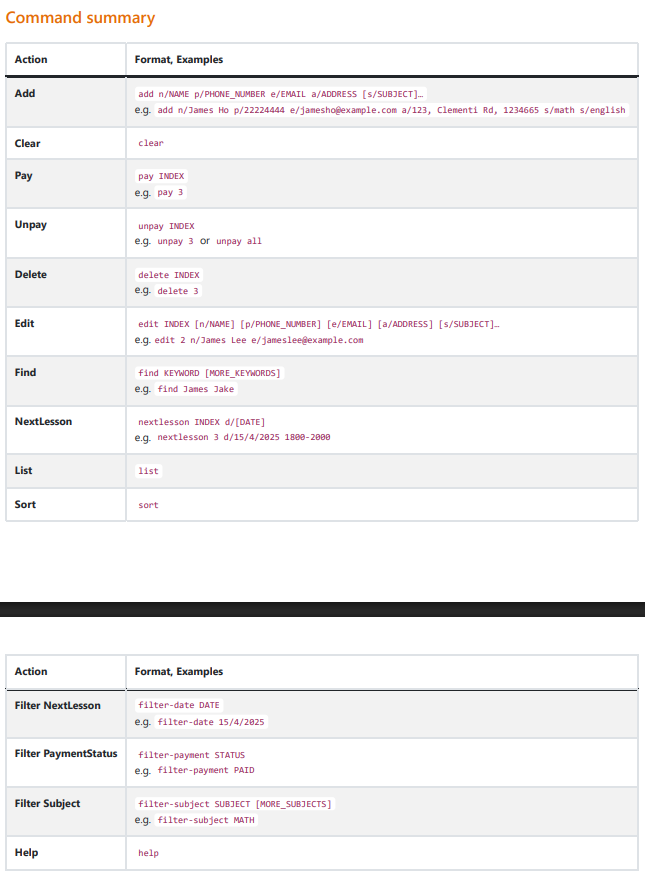 Command summary
Action Format, Examples
Add add n/NAME p/PHONE_NUMBER e/EMAIL a/ADDRESS [s/SUBJECT]…
e.g. add n/James Ho p/22224444 e/jamesho@example.com a/123, Clementi Rd, 1234665 s/math s/english
Clear clear
Pay pay INDEX
e.g. pay 3
Unpay unpay INDEX
e.g. unpay 3 or unpay all
Delete delete INDEX
e.g. delete 3
Edit edit INDEX [n/NAME] [p/PHONE_NUMBER] [e/EMAIL] [a/ADDRESS] [s/SUBJECT]…
e.g. edit 2 n/James Lee e/jameslee@example.com
Find find KEYWORD [MORE_KEYWORDS]
e.g. find James Jake
NextLesson nextlesson INDEX d/[DATE]
e.g. nextlesson 3 d/15/4/2025 1800-2000
List list
Sort sort
Action Format, Examples
Filter NextLesson filter-date DATE
e.g. filter-date 15/4/2025
Filter PaymentStatus filter-payment STATUS
e.g. filter-payment PAID
Filter Subject filter-subject SUBJECT [MORE_SUBJECTS]
e.g. filter-subject MATH
Help help